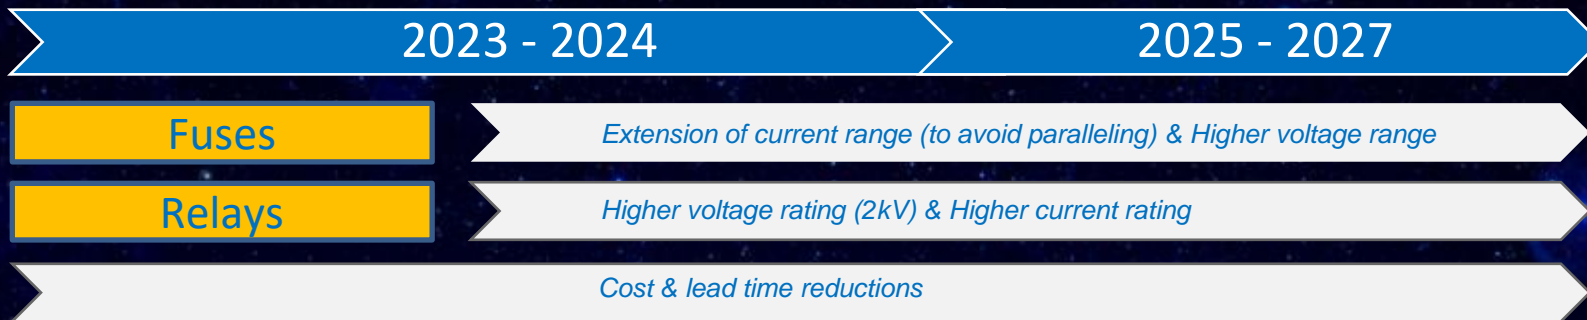 2023 - 2024
2025 - 2027
Fuses
Extension of current range (to avoid paralleling) & Higher voltage range
Relays
Higher voltage rating (2kV) & Higher current rating
Cost & lead time reductions